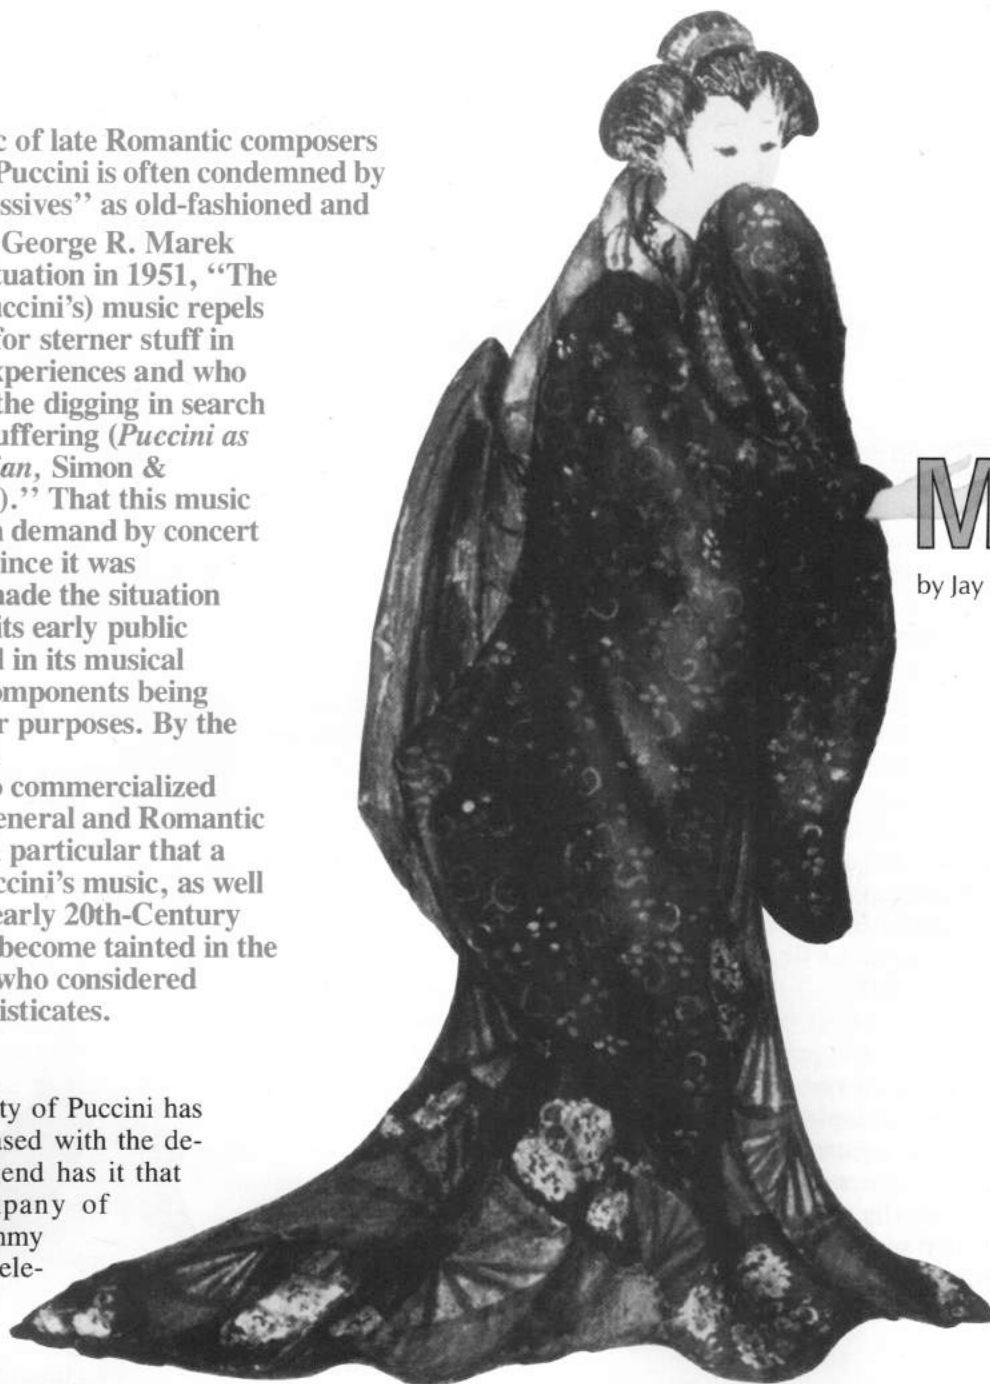 c of late Romantic composers
Puccini is often condemned by
ssives’’ as old-fashioned and
George R. Marek
tuation in 1951, ‘‘The
uccini’s) music repels
for sterner stuff in
xperiences and who
the digging in search
uffering (Puccini as
an, Simon &
).’’ That this music
n demand by concert
ince it was
nade the situation
its early public
l in its musical
omponents being
r purposes. By the
o commercialized
eneral and Romantic
particular that a
ccini’s music, as well
early 20th-Century
become tainted in the
who considered
isticates.
ty of Puccini has
ased with the de-
end has it that
pany of
nmy
ele-
M
by Jay